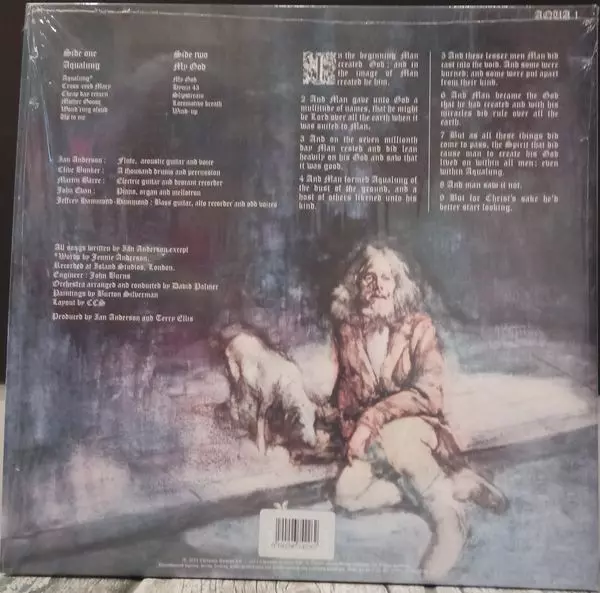 AQUA 1
Side one
Aqualung
Aqualung*
Cross-eyed Mary
Cheap day return
Mother Goose
Wond'ring aloud
Up to me
Side two
My God
My God
Hymn 43
Slipstream
Locomotive breath
Wind-up
Ian Anderson : Flute, acoustic guitar and voice
Clive Bunker : A thousand drums and percussion
Martin Barre : Electric guitar and descant recorder
John Evan : Piano, organ and mellotron
Jeffrey Hammond-Hammond : Bass guitar, alto recorder and odd voices
All songs written by Ian Anderson except
*Words by Jennie Anderson.
Recorded at Island Studios, London.
Engineer : John Burns
Orchestra arranged and conducted by David Palmer
Paintings by Burton Silverman
Layout by CCS
Produced by Ian Anderson and Terry Ellis
In the beginning Man
created God; and in
the image of Man
created he him.
2 And Man gave unto God a
multitude of names, that he might
be Lord over all the earth when it
was suited to Man.
3 And on the seven millionth
day Man rested and did lean
heavily on his God and saw that
it was good.
4 And Man formed Aqualung of
the dust of the ground, and a
host of others likened unto his
kind.
5 And these lesser men Man did
cast into the void. And some were
burned; and some were put apart
from their kind.
6 And Man became the God
that he had created and with his
miracles did rule over all the
earth.
7 But as all these things did
come to pass, the Spirit that did
cause man to create his God
lived on within all men; even
within Aqualung.
8 And man saw it not.
9 But for Christ's sake he'd
better start looking.